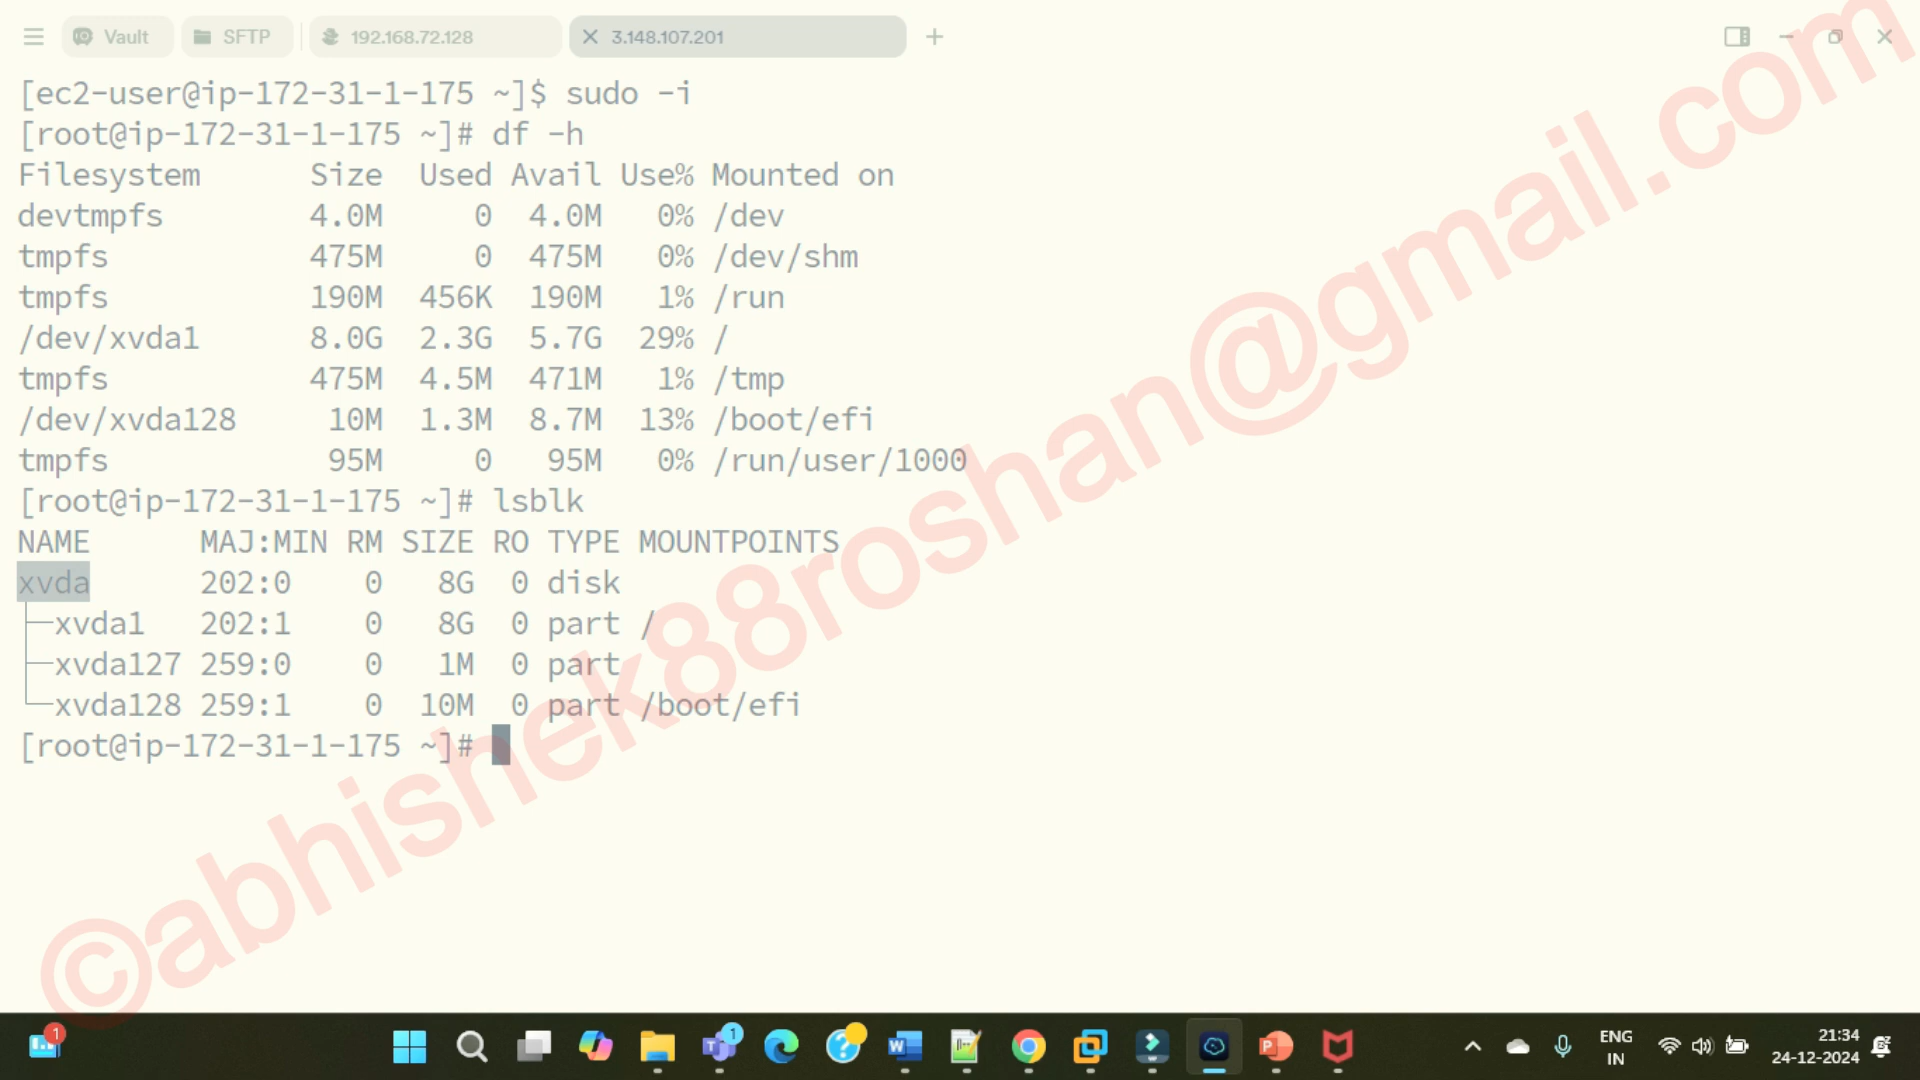 Vault SFTP 192.168.72.128 3.148.107.201
[ec2-user@ip-172-31-1-175 ~]$ sudo -i
[root@ip-172-31-1-175 ~]# df -h
Filesystem Size Used Avail Use% Mounted on
devtmpfs 4.0M 0 4.0M 0% /dev
tmpfs 475M 0 475M 0% /dev/shm
tmpfs 190M 456K 190M 1% /run
/dev/xvda1 8.0G 2.3G 5.7G 29% /
tmpfs 475M 4.5M 471M 1% /tmp
/dev/xvda128 10M 1.3M 8.7M 13% /boot/efi
tmpfs 95M 0 95M 0% /run/user/1000
[root@ip-172-31-1-175 ~]# lsblk
NAME MAJ:MIN RM SIZE RO TYPE MOUNTPOINTS
xvda 202:0 0 8G 0 disk
├─xvda1 202:1 0 8G 0 part /
├─xvda127 259:0 0 1M 0 part
└─xvda128 259:1 0 10M 0 part /boot/efi
[root@ip-172-31-1-175 ~]#
©abhishek88roshan@gmail.com
1
1
ENG
IN
21:34
24-12-2024